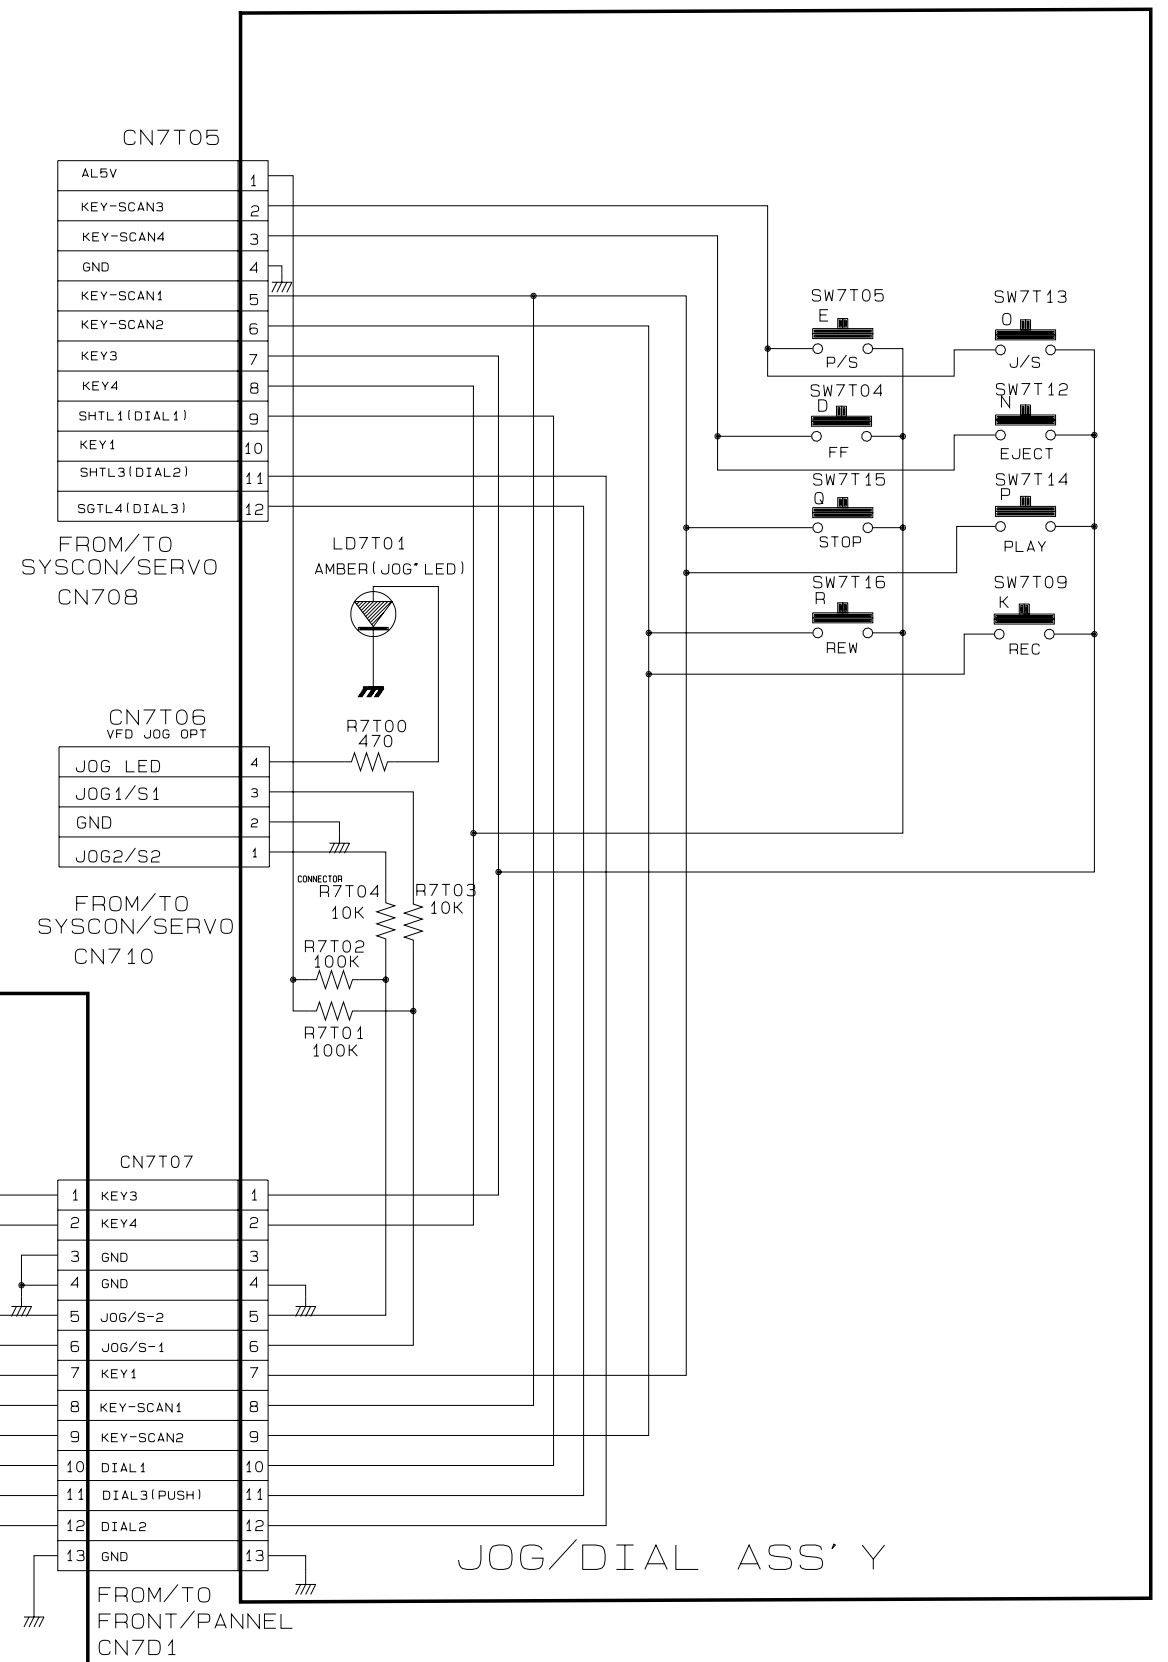 CN7T05
AL5V 1
KEY-SCAN3 2
KEY-SCAN4 3
GND 4
KEY-SCAN1 5
KEY-SCAN2 6
KEY3 7
KEY4 8
SHTL1(DIAL1) 9
KEY1 10
SHTL3(DIAL2) 11
SGTL4(DIAL3) 12
FROM/TO
SYSCON/SERVO
CN708
LD7T01
AMBER(JOG" LED)
SW7T05
E
P/S
SW7T13
O
J/S
SW7T04
D
FF
SW7T12
N
EJECT
SW7T15
Q
STOP
SW7T14
P
PLAY
SW7T16
R
REW
SW7T09
K
REC
CN7T06
VFD JOG OPT
JOG LED 4
JOG1/S1 3
GND 2
JOG2/S2 1
FROM/TO
SYSCON/SERVO
CN710
R7T00
470
CONNECTOR
R7T04
10K
R7T03
10K
R7T02
100K
R7T01
100K
CN7T07
1 KEY3 1
2 KEY4 2
3 GND 3
4 GND 4
5 JOG/S-2 5
6 JOG/S-1 6
7 KEY1 7
8 KEY-SCAN1 8
9 KEY-SCAN2 9
10 DIAL1 10
11 DIAL3(PUSH) 11
12 DIAL2 12
13 GND 13
FROM/TO
FRONT/PANNEL
CN7D1
JOG/DIAL ASS'Y